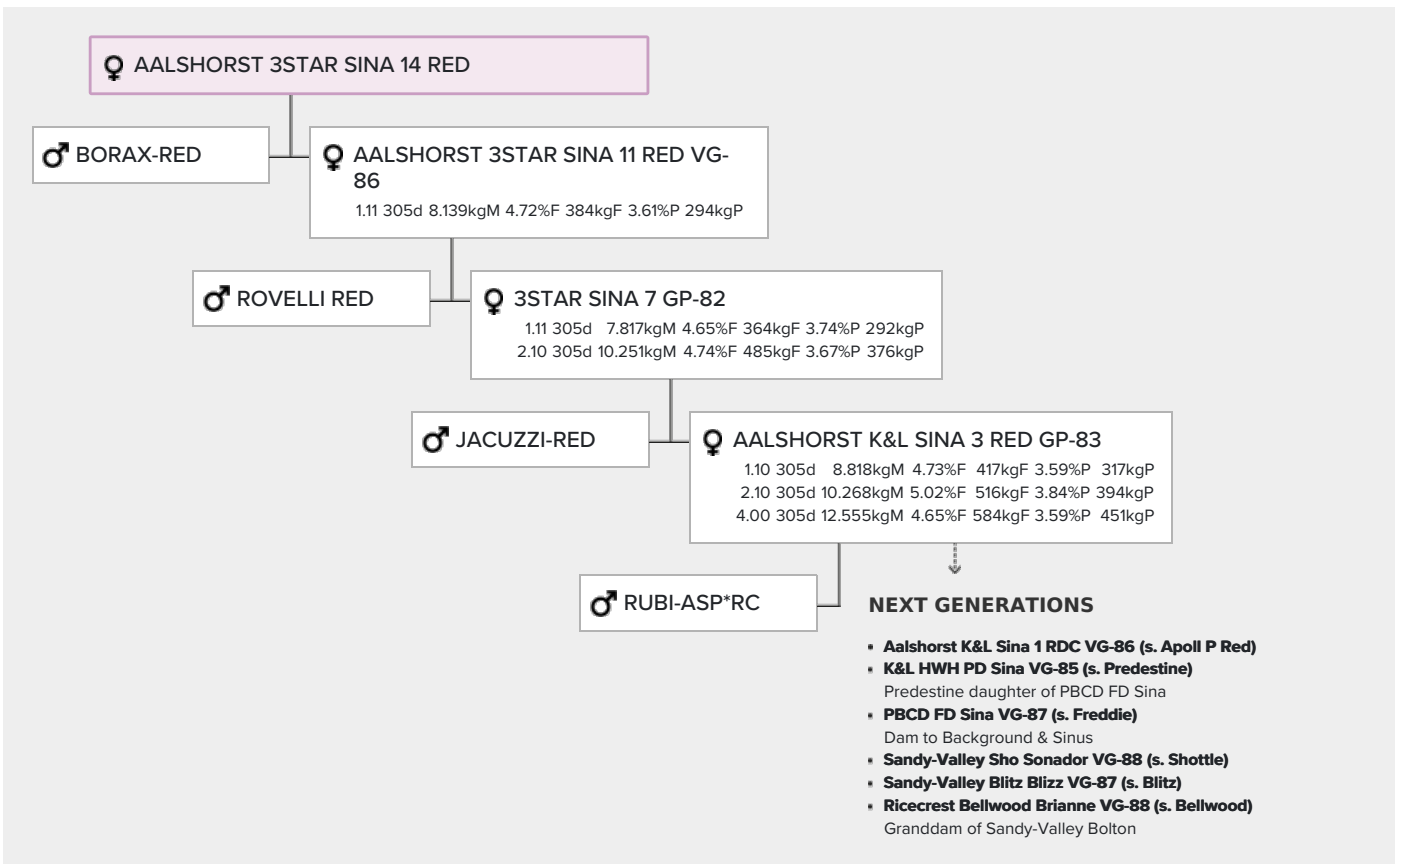 AALSHORST 3STAR SINA 14 RED
BORAX-RED
AALSHORST 3STAR SINA 11 RED VG-
86
1.11 305d 8.139kgM 4.72%F 384kgF 3.61%P 294kgP
ROVELLI RED
3STAR SINA 7 GP-82
1.11 305d 7.817kgM 4.65%F 364kgF 3.74%P 292kgP
2.10 305d 10.251kgM 4.74%F 485kgF 3.67%P 376kgP
JACUZZI-RED
AALSHORST K&L SINA 3 RED GP-83
1.10 305d 8.818kgM 4.73%F 417kgF 3.59%P 317kgP
2.10 305d 10.268kgM 5.02%F 516kgF 3.84%P 394kgP
4.00 305d 12.555kgM 4.65%F 584kgF 3.59%P 451kgP
RUBI-ASP*RC
NEXT GENERATIONS
Aalshorst K&L Sina 1 RDC VG-86 (s. Apoll P Red)
K&L HWH PD Sina VG-85 (s. Predestine)
Predestine daughter of PBCD FD Sina
PBCD FD Sina VG-87 (s. Freddie)
Dam to Background & Sinus
Sandy-Valley Sho Sonador VG-88 (s. Shottle)
Sandy-Valley Blitz Blizz VG-87 (s. Blitz)
Ricecrest Bellwood Brianne VG-88 (s. Bellwood)
Granddam of Sandy-Valley Bolton